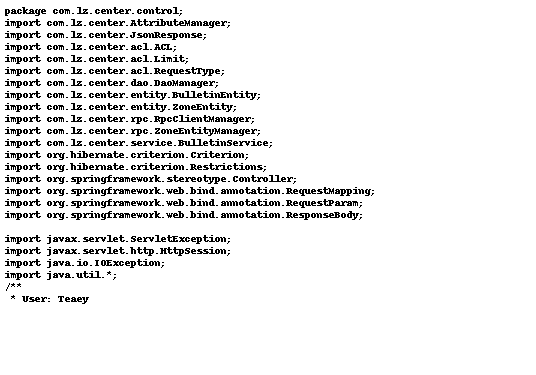 package com.lz.center.control;
import com.lz.center.AttributeManager;
import com.lz.center.JsonResponse;
import com.lz.center.acl.ACL;
import com.lz.center.acl.Limit;
import com.lz.center.acl.RequestType;
import com.lz.center.dao.DaoManager;
import com.lz.center.entity.BulletinEntity;
import com.lz.center.entity.ZoneEntity;
import com.lz.center.rpc.RpcClientManager;
import com.lz.center.rpc.ZoneEntityManager;
import com.lz.center.service.BulletinService;
import org.hibernate.criterion.Criterion;
import org.hibernate.criterion.Restrictions;
import org.springframework.stereotype.Controller;
import org.springframework.web.bind.annotation.RequestMapping;
import org.springframework.web.bind.annotation.RequestParam;
import org.springframework.web.bind.annotation.ResponseBody;
import javax.servlet.ServletException;
import javax.servlet.http.HttpSession;
import java.io.IOException;
import java.util.*;
/**
 * User: Teaey